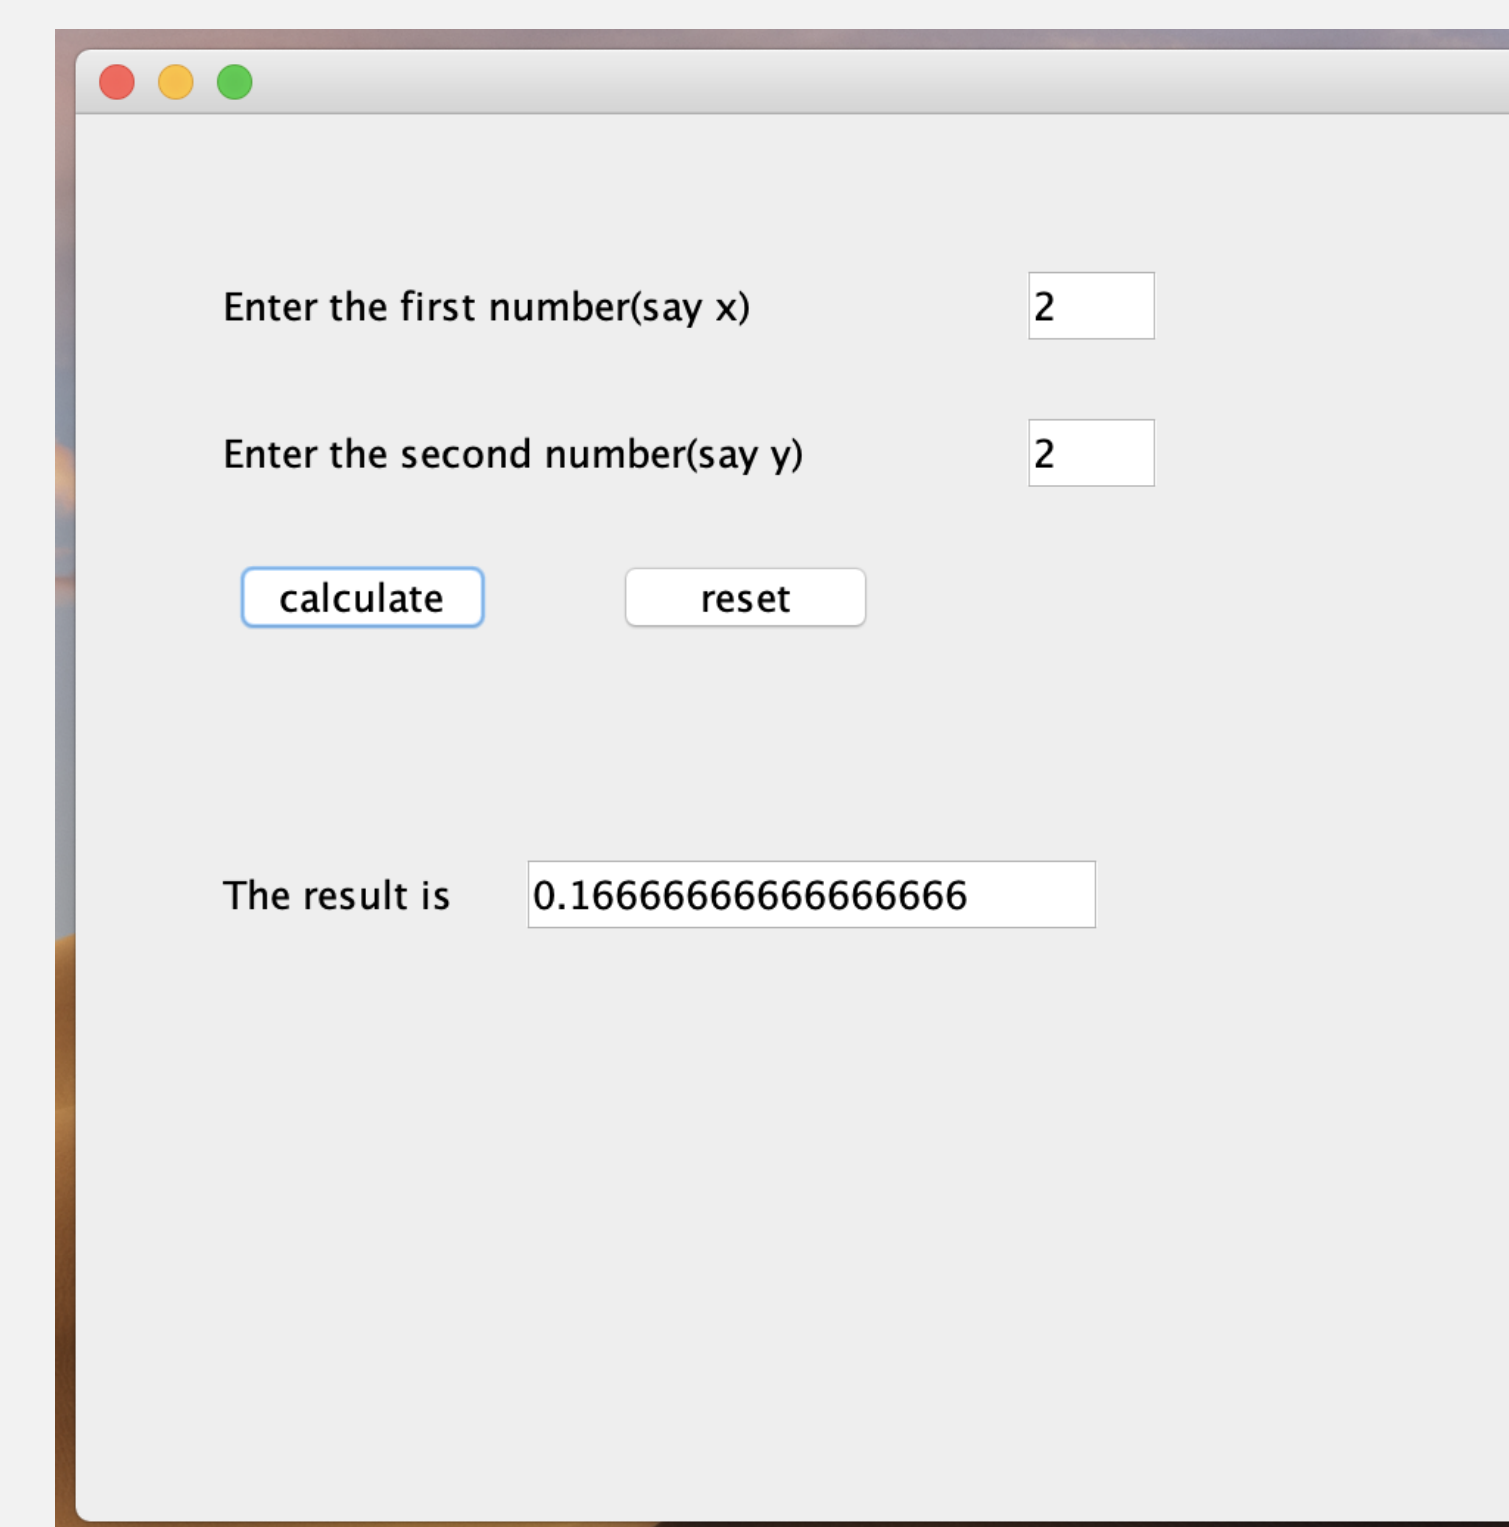 Enter the first number(say x) 2
Enter the second number(say y) 2
calculate reset
The result is 0.16666666666666666